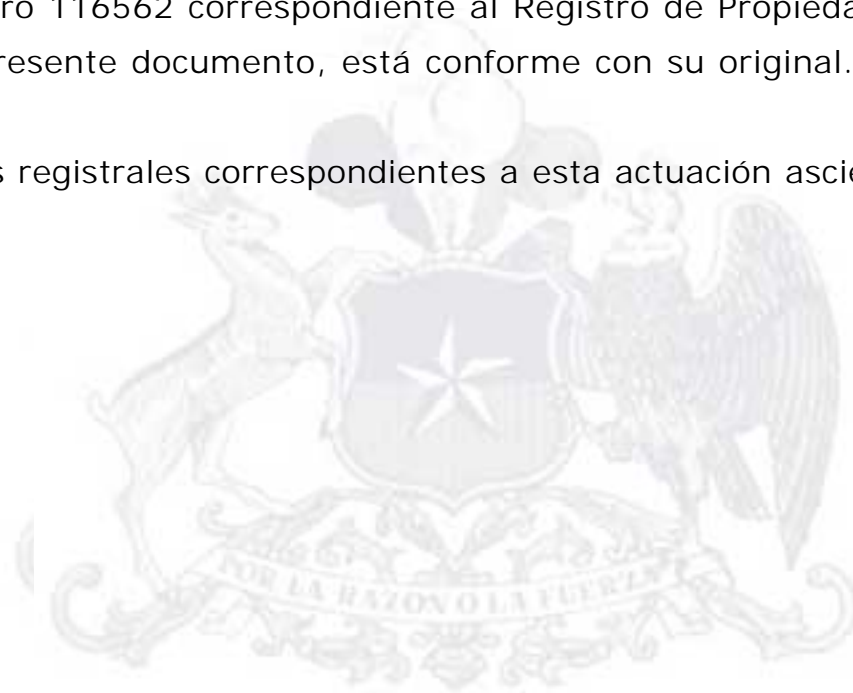 ro 116562 correspondiente al Registro de Propieda
resente documento, está conforme con su original.
s registrales correspondientes a esta actuación ascie
POR LA RAZON O LA FUERZA